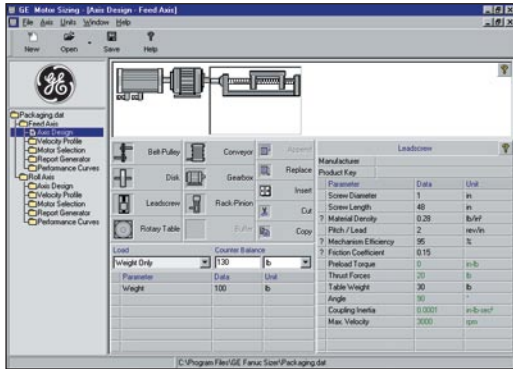 GE Motor Sizing - [Axis Design - Feed Axis]
File Axis Units Window Help
New Open Save Help
Packaging.dat
Feed Axis
Axis Design
Velocity Profile
Motor Selection
Report Generator
Performance Curves
Roll Axis
Axis Design
Velocity Profile
Motor Selection
Report Generator
Performance Curves
Belt-Pulley Conveyor Append
Disk Gearbox Replace
Leadscrew Rack-Pinion Insert
Cut
Rotary Table Buffer Copy
Load Counter Balance
Weight Only 130 lb
Parameter Data Unit
Weight 100 lb
Leadscrew
Manufacturer
Product Key
Parameter Data Unit
Screw Diameter 1 in
Screw Length 48 in
? Material Density 0.28 lb/in³
? Pitch / Lead 2 rev/in
? Mechanism Efficiency 95 %
? Friction Coefficient 0.15
Preload Torque 0 in-lb
Thrust Forces 20 lb
Table Weight 30 lb
Angle 90 °
Coupling Inertia 0.0001 in-lb-sec²
Max. Velocity 3000 rpm
C:\Program Files\GE Fanuc Sizer\Packaging.dat